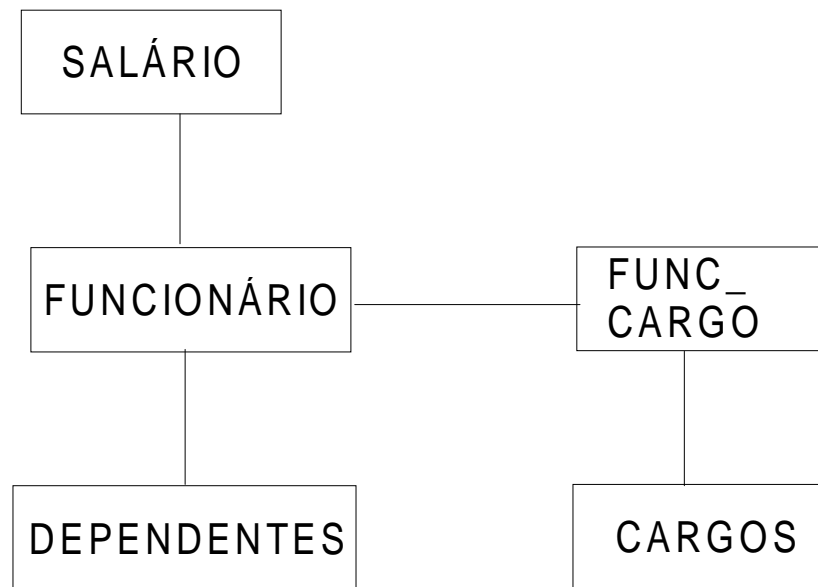 SALÁRIO
FUNCIONÁRIO
FUNC_
CARGO
DEPENDENTES
CARGOS